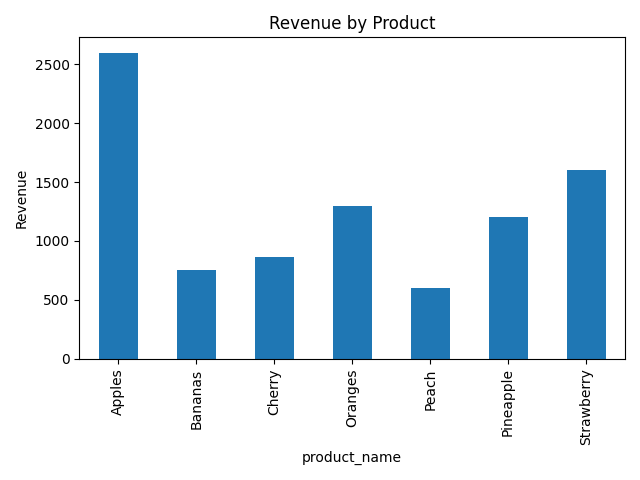 Revenue by Product
Revenue
2500
2000
1500
1000
500
0
Apples
Bananas
Cherry
Oranges
Peach
Pineapple
Strawberry
product_name